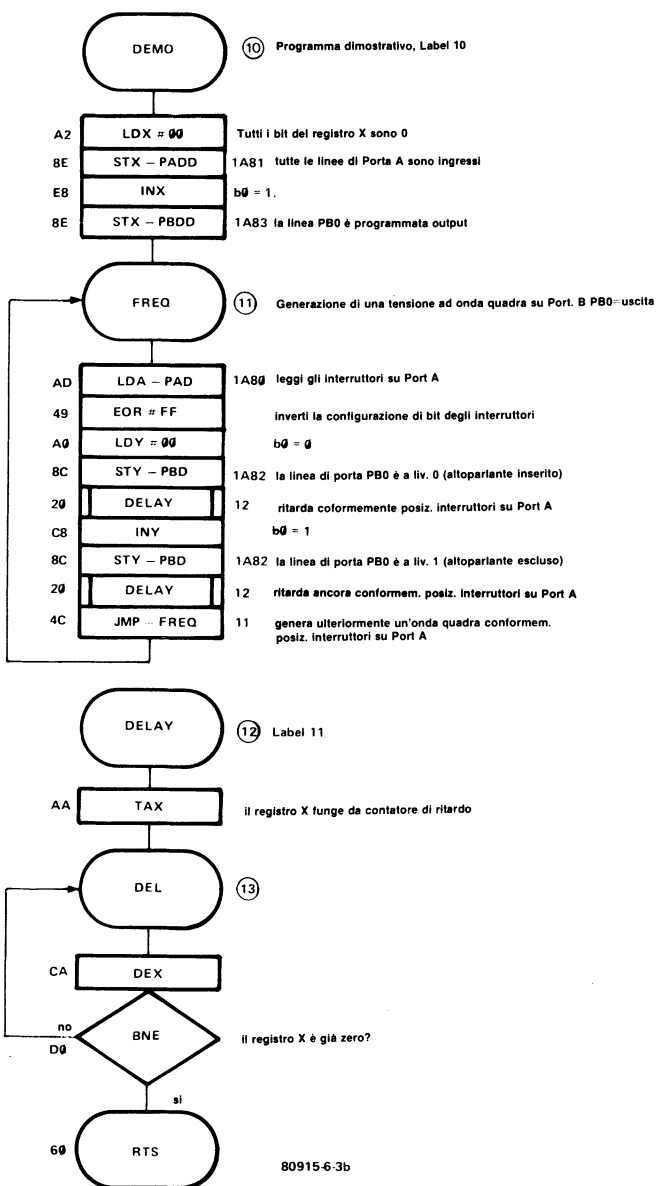 DEMO 10 Programma dimostrativo, Label 10
A2 LDX = 00 Tutti i bit del registro X sono 0
8E STX – PADD 1A81 tutte le linee di Porta A sono ingressi
E8 INX b0 = 1.
8E STX – PBDD 1A83 la linea PB0 è programmata output
FREQ 11 Generazione di una tensione ad onda quadra su Port. B PB0=uscita
AD LDA – PAD 1A80 leggi gli interruttori su Port A
49 EOR = FF inverti la configurazione di bit degli interruttori
A0 LDY = 00 b0 = 0
8C STY – PBD 1A82 la linea di porta PB0 è a liv. 0 (altoparlante inserito)
20 DELAY 12 ritarda coformemente posiz. interruttori su Port A
C8 INY b0 = 1
8C STY – PBD 1A82 la linea di porta PB0 è a liv. 1 (altoparlante escluso)
20 DELAY 12 ritarda ancora conformem. posiz. interruttori su Port A
4C JMP – FREQ 11 genera ulteriormente un'onda quadra conformem.
posiz. interruttori su Port A
DELAY 12 Label 11
AA TAX il registro X funge da contatore di ritardo
DEL 13
CA DEX
no BNE il registro X è già zero?
D0
si
60 RTS
80915-6-3b